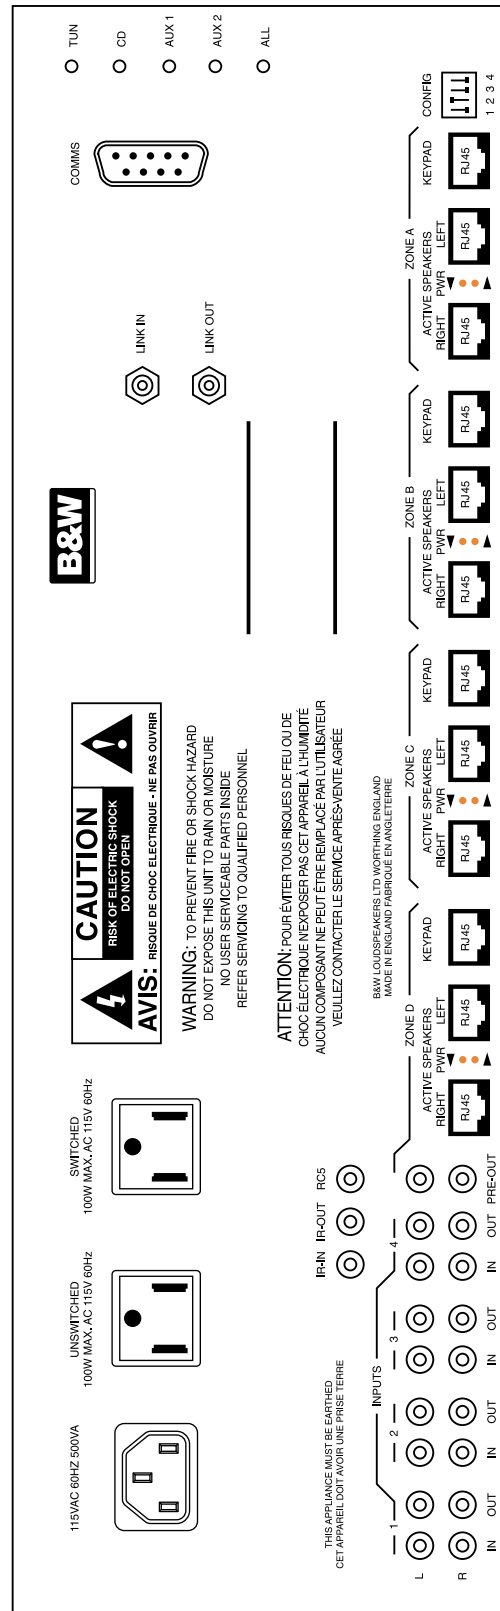 115VAC 60HZ 500VA
UNSWITCHED
100W MAX. AC 115V 60Hz
SWITCHED
100W MAX. AC 115V 60Hz
CAUTION
RISK OF ELECTRIC SHOCK
DO NOT OPEN
AVIS: RISQUE DE CHOC ELECTRIQUE - NE PAS OUVRIR
WARNING: TO PREVENT FIRE OR SHOCK HAZARD
DO NOT EXPOSE THIS UNIT TO RAIN OR MOISTURE
NO USER SERVICEABLE PARTS INSIDE
REFER SERVICING TO QUALIFIED PERSONNEL
ATTENTION: POUR ÉVITER TOUS RISQUES DE FEU OU DE
CHOC ÉLECTRIQUE N'EXPOSER PAS CET APPAREIL À L'HUMIDITÉ
AUCUN COMPOSANT NE PEUT ÊTRE REMPLACÉ PAR L'UTILISATEUR
VEULLEZ CONTACTER LE SERVICE APRÈS-VENTE AGRÉE
B&W
LINK IN
LINK OUT
COMMS
TUN
CD
AUX 1
AUX 2
ALL
THIS APPLIANCE MUST BE EARTHED
CET APPAREIL DOIT AVOIR UNE PRISE TERRE
IR-IN IR-OUT RC5
B&W LOUDSPEAKERS LTD WORTHING ENGLAND
MADE IN ENGLAND FABRIQUÉ EN ANGLETERRE
INPUTS
1 2 3 4
L
R
IN OUT IN OUT IN OUT IN OUT PRE-OUT
ZONE D
ACTIVE SPEAKERS
RIGHT PWR LEFT KEYPAD
RJ45 RJ45 RJ45
ZONE C
ACTIVE SPEAKERS
RIGHT PWR LEFT KEYPAD
RJ45 RJ45 RJ45
ZONE B
ACTIVE SPEAKERS
RIGHT PWR LEFT KEYPAD
RJ45 RJ45 RJ45
ZONE A
ACTIVE SPEAKERS
RIGHT PWR LEFT KEYPAD
RJ45 RJ45 RJ45
CONFIG
1 2 3 4